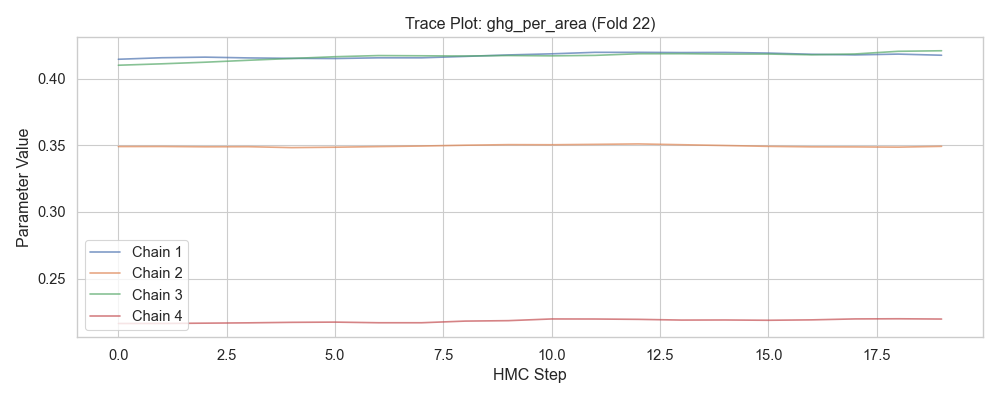 Trace Plot: ghg_per_area (Fold 22)
Parameter Value
0.40
0.35
0.30
0.25
Chain 1
Chain 2
Chain 3
Chain 4
0.0 2.5 5.0 7.5 10.0 12.5 15.0 17.5
HMC Step